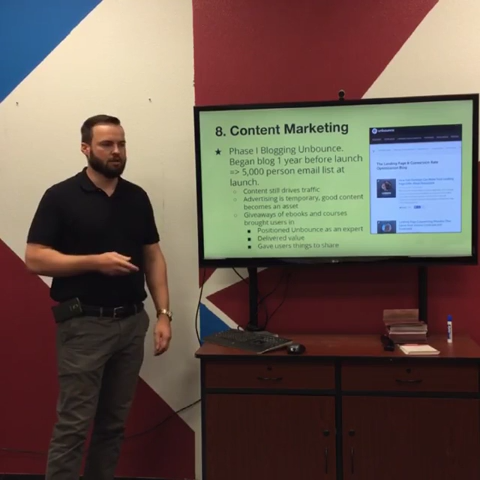 8. Content Marketing
★ Phase I Blogging Unbounce.
Began blog 1 year before launch
=> 5,000 person email list at
launch.
○ Content still drives traffic
○ Advertising is temporary, good content
becomes an asset
○ Giveaways of ebooks and courses
brought users in
■ Positioned Unbounce as an expert
■ Delivered value
■ Gave users things to share
unbounce